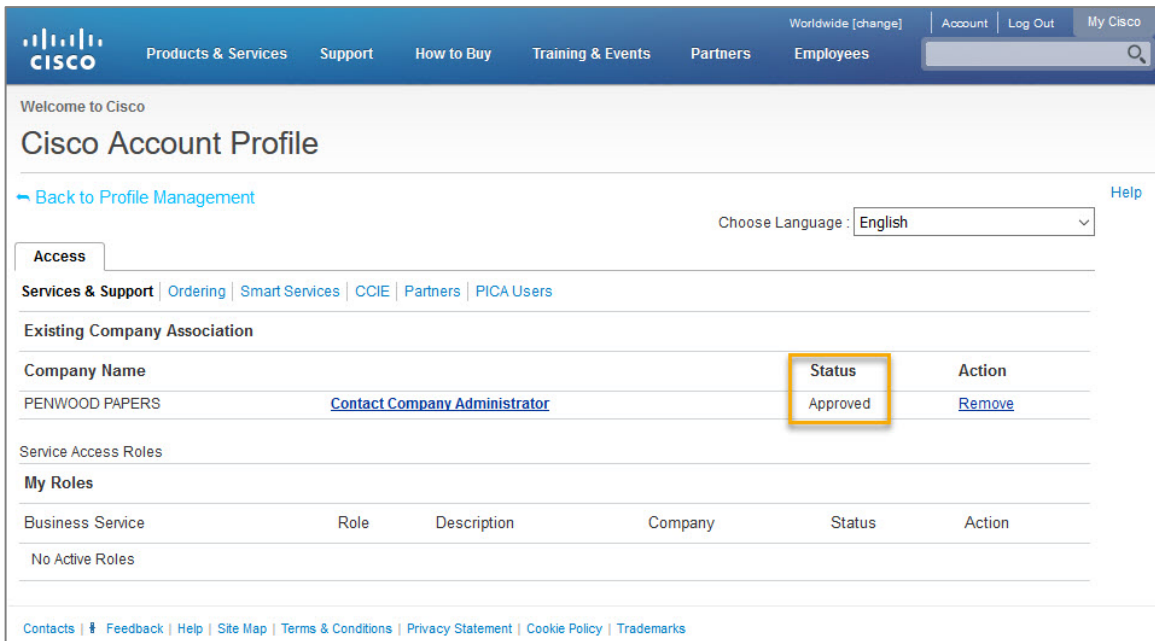 Worldwide [change] Account Log Out My Cisco
CISCO Products & Services Support How to Buy Training & Events Partners Employees
Welcome to Cisco
Cisco Account Profile
Back to Profile Management Help
Choose Language : English
Access
Services & Support | Ordering | Smart Services | CCIE | Partners | PICA Users
Existing Company Association
Company Name Status Action
PENWOOD PAPERS Contact Company Administrator Approved Remove
Service Access Roles
My Roles
Business Service Role Description Company Status Action
No Active Roles
Contacts | Feedback | Help | Site Map | Terms & Conditions | Privacy Statement | Cookie Policy | Trademarks